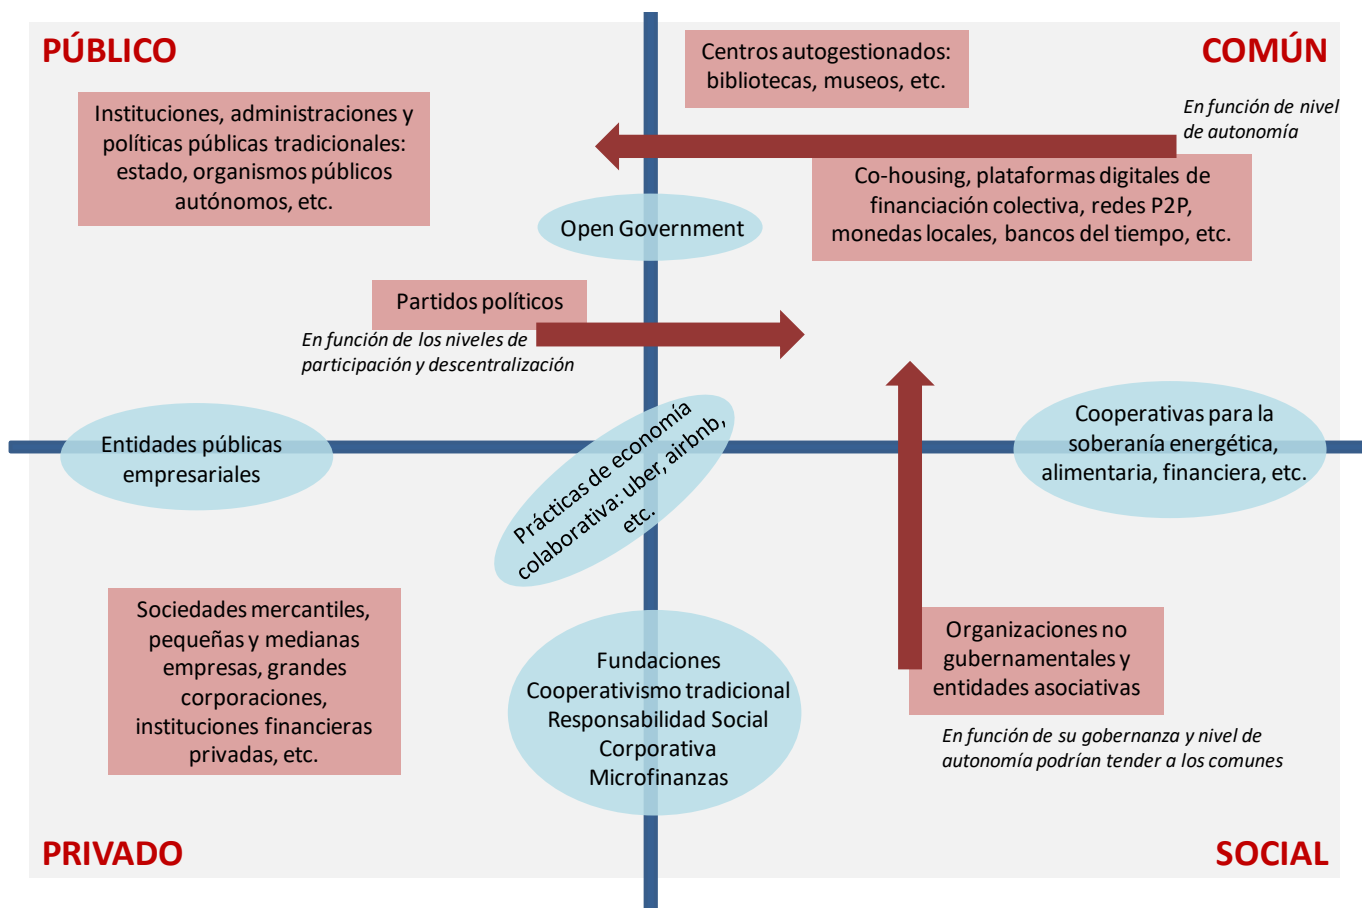 PÚBLICO
COMÚN
Centros autogestionados:
bibliotecas, museos, etc.
Instituciones, administraciones y
políticas públicas tradicionales:
estado, organismos públicos
autónomos, etc.
En función de nivel
de autonomía
Co-housing, plataformas digitales de
financiación colectiva, redes P2P,
monedas locales, bancos del tiempo, etc.
Open Government
Partidos políticos
En función de los niveles de
participación y descentralización
Entidades públicas
empresariales
Prácticas de economía
colaborativa: uber, airbnb,
etc.
Cooperativas para la
soberanía energética,
alimentaria, financiera, etc.
Sociedades mercantiles,
pequeñas y medianas
empresas, grandes
corporaciones,
instituciones financieras
privadas, etc.
Fundaciones
Cooperativismo tradicional
Responsabilidad Social
Corporativa
Microfinanzas
Organizaciones no
gubernamentales y
entidades asociativas
En función de su gobernanza y nivel de
autonomía podrían tender a los comunes
PRIVADO
SOCIAL